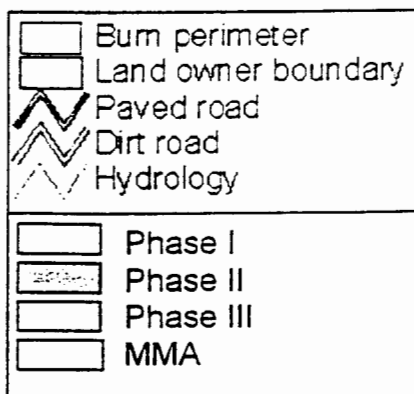 Burn perimeter
Land owner boundary
Paved road
Dirt road
Hydrology
Phase I
Phase II
Phase III
MMA